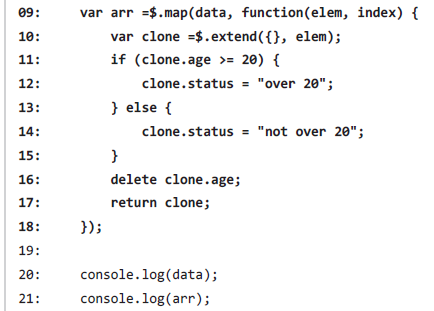 09:     var arr =$.map(data, function(elem, index) {
10:         var clone =$.extend({}, elem);
11:         if (clone.age >= 20) {
12:             clone.status = "over 20";
13:         } else {
14:             clone.status = "not over 20";
15:         }
16:         delete clone.age;
17:         return clone;
18:     });
19:
20:     console.log(data);
21:     console.log(arr);